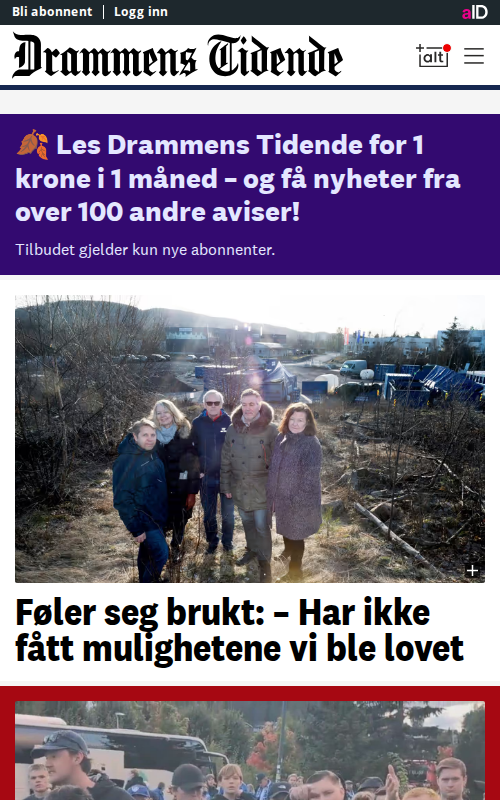 Bli abonnent | Logg inn
aID
Drammens Tidende
+alt
Les Drammens Tidende for 1
krone i 1 måned – og få nyheter fra
over 100 andre aviser!
Tilbudet gjelder kun nye abonnenter.
Føler seg brukt: – Har ikke
fått mulighetene vi ble lovet